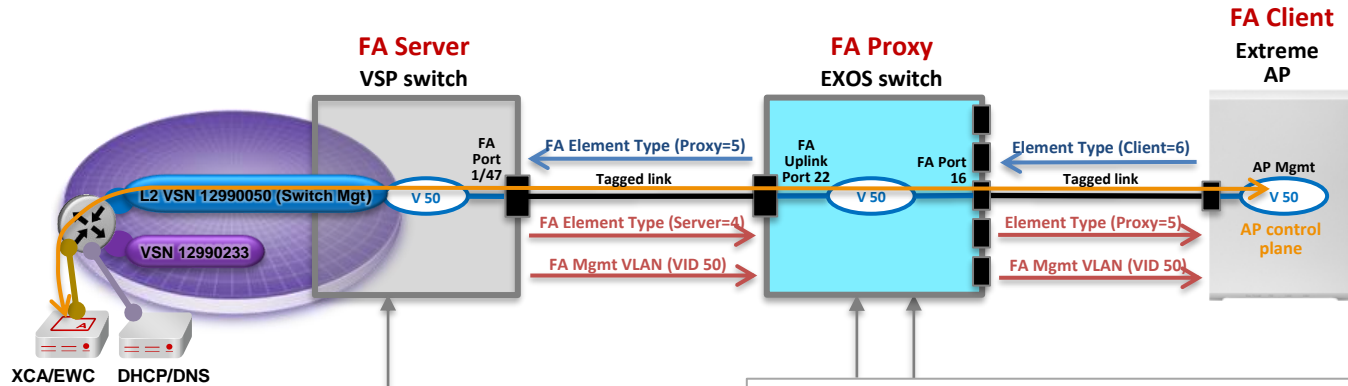 FA Client
Extreme
AP
FA Server
VSP switch
FA Proxy
EXOS switch
FA
Port
1/47
FA Element Type (Proxy=5)
FA
Uplink
Port 22
FA Port
16
Element Type (Client=6)
AP Mgmt
L2 VSN 12990050 (Switch Mgt)
V 50
Tagged link
V 50
Tagged link
V 50
VSN 12990233
FA Element Type (Server=4)
Element Type (Proxy=5)
AP control
plane
FA Mgmt VLAN (VID 50)
FA Mgmt VLAN (VID 50)
A
XCA/EWC
DHCP/DNS